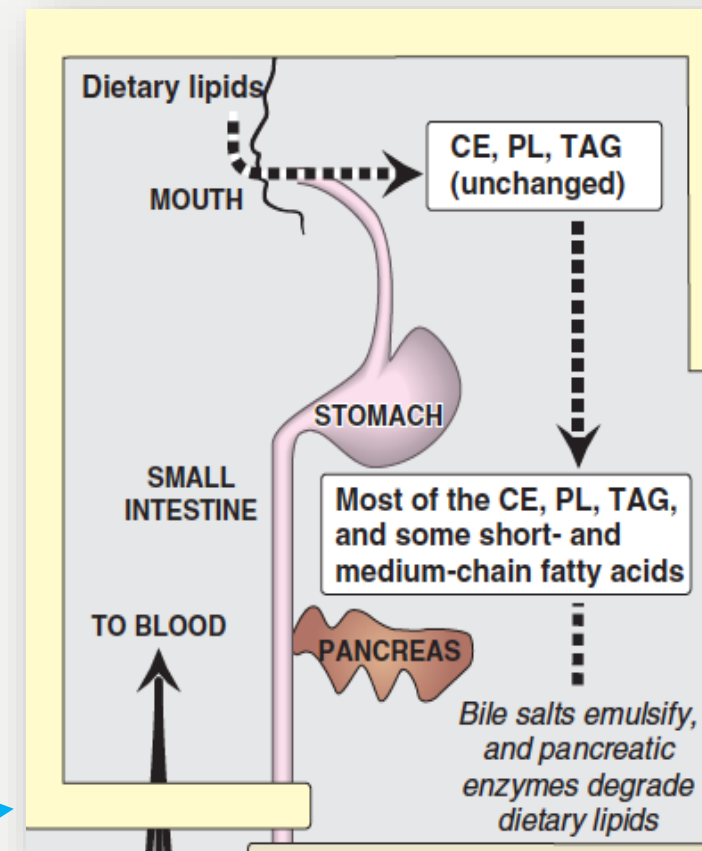 Dietary lipids
MOUTH
CE, PL, TAG
(unchanged)
STOMACH
SMALL
INTESTINE
Most of the CE, PL, TAG,
and some short- and
medium-chain fatty acids
TO BLOOD
PANCREAS
Bile salts emulsify,
and pancreatic
enzymes degrade
dietary lipids